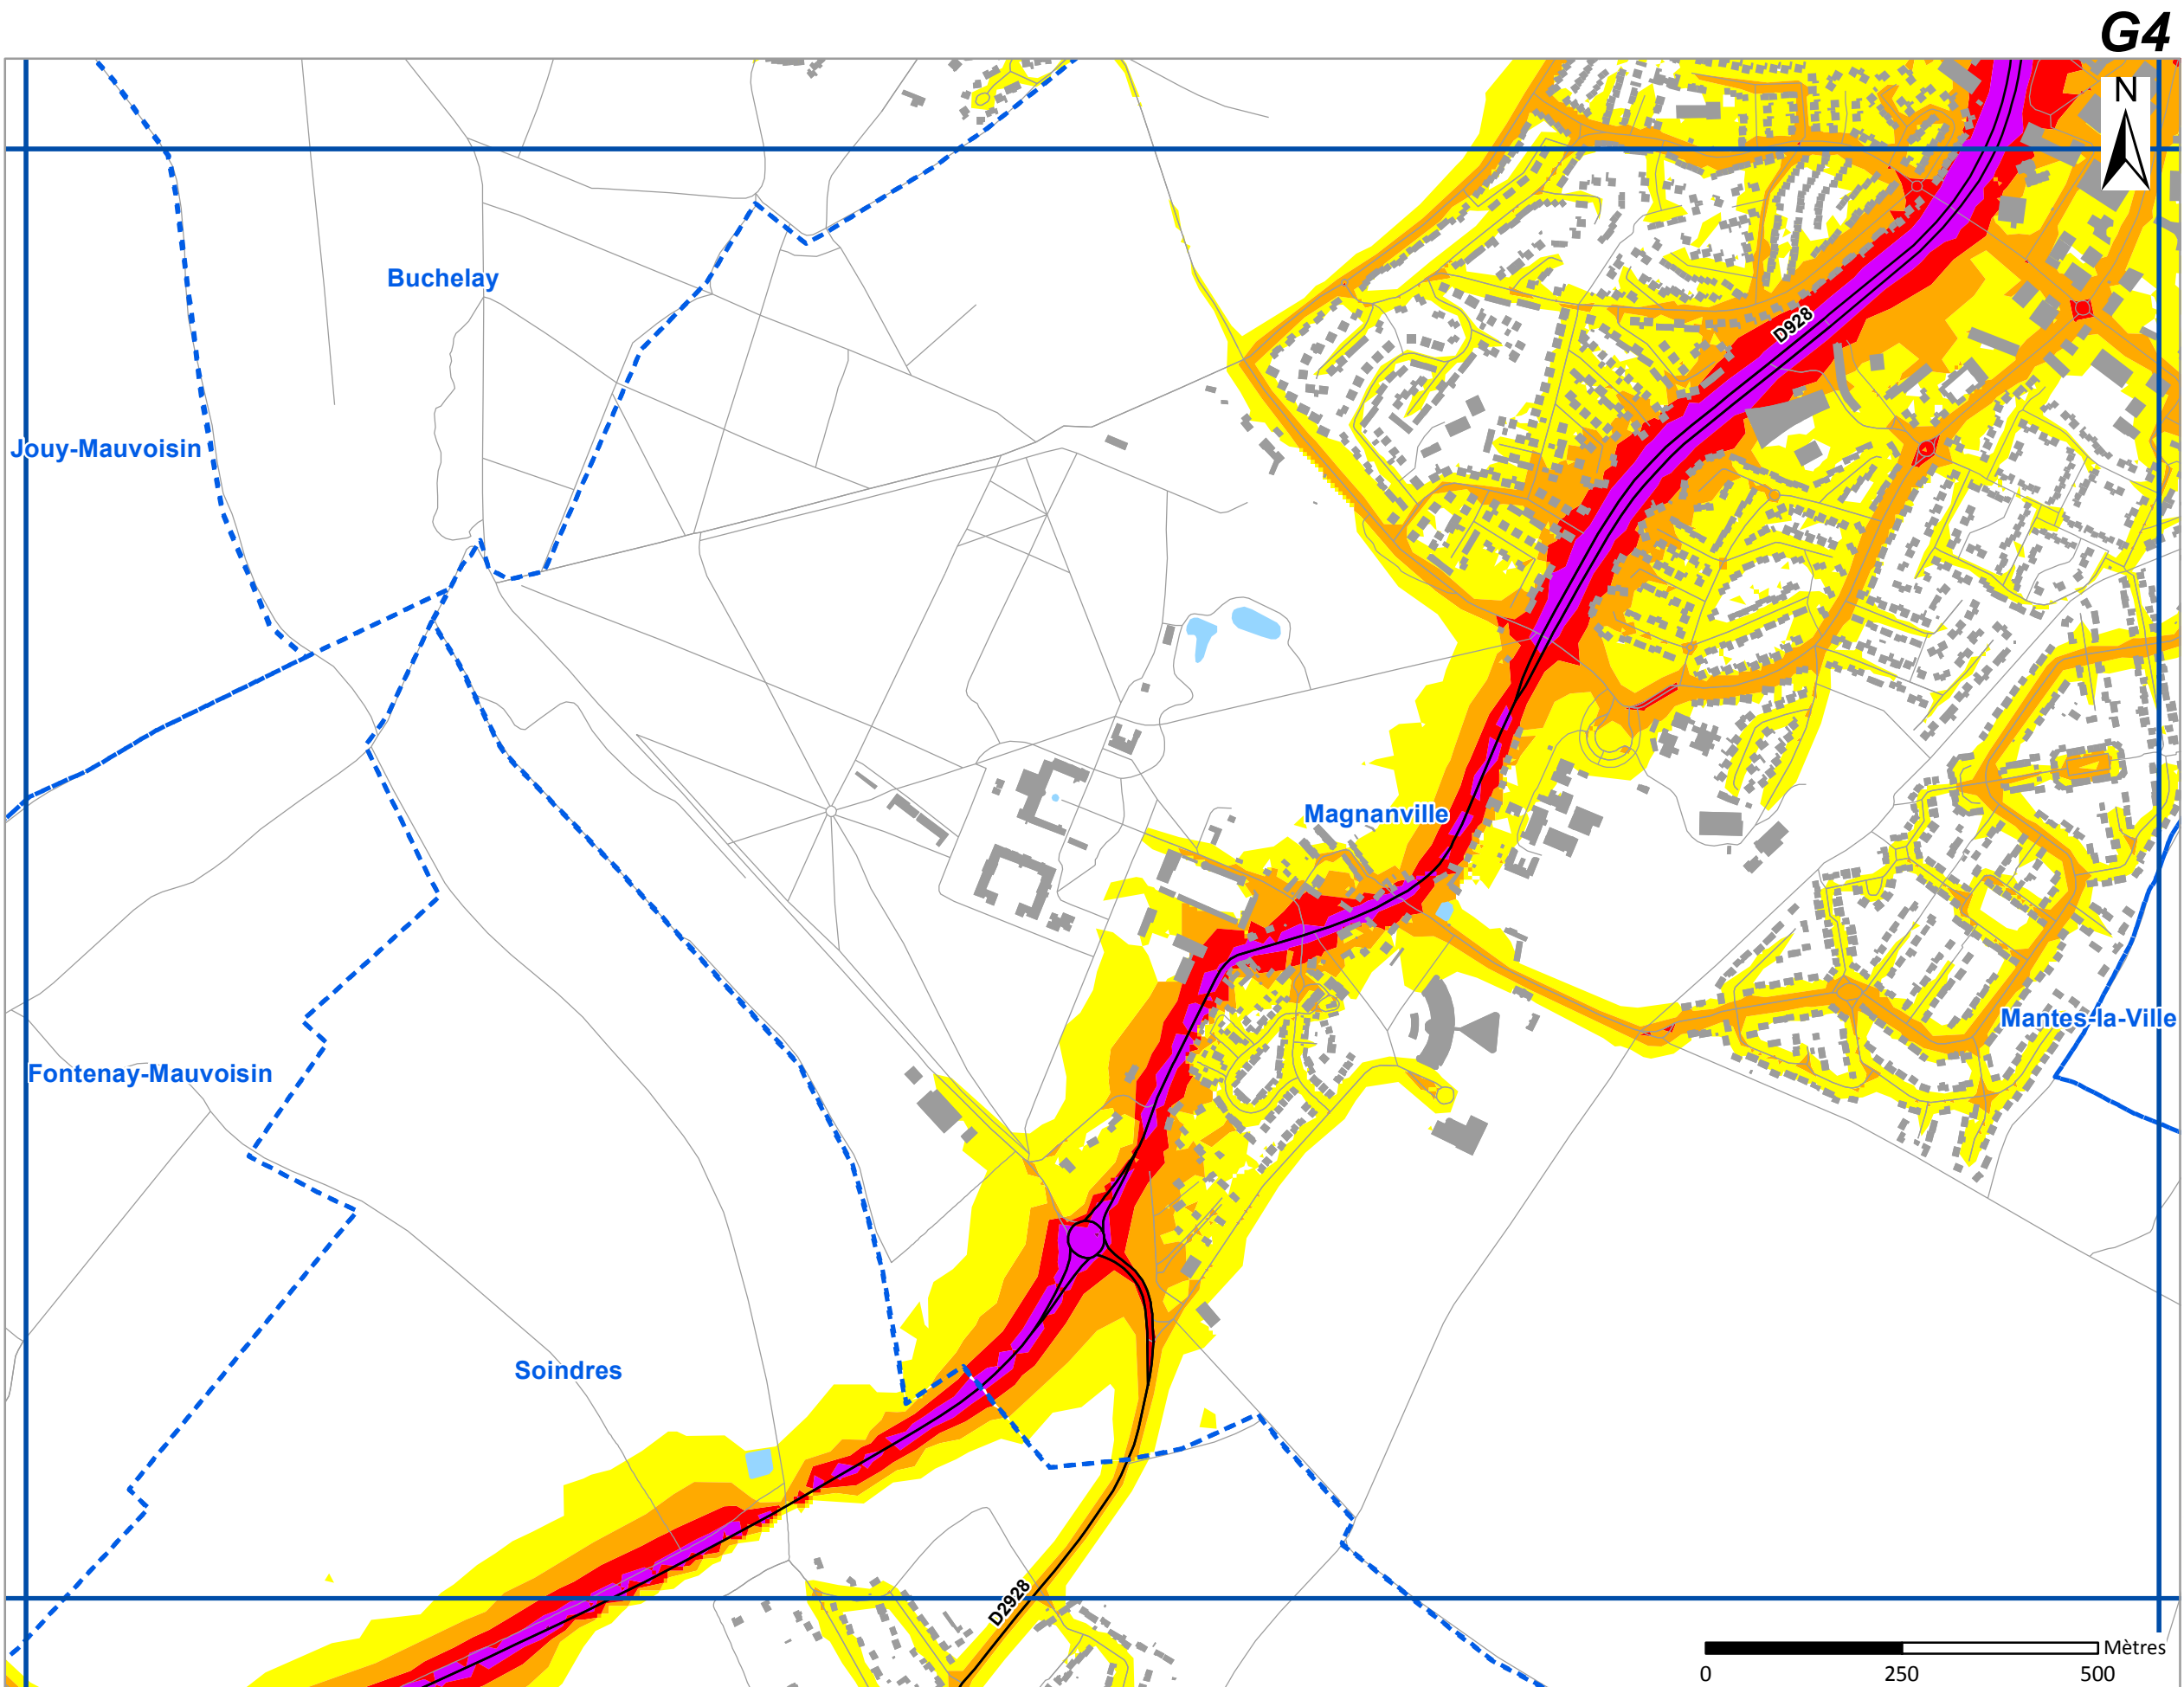 G4
N
Buchelay
D928
Jouy-Mauvoisin
Magnanville
Mantes-la-Ville
Fontenay-Mauvoisin
Soindres
D2928
Mètres
0 250 500